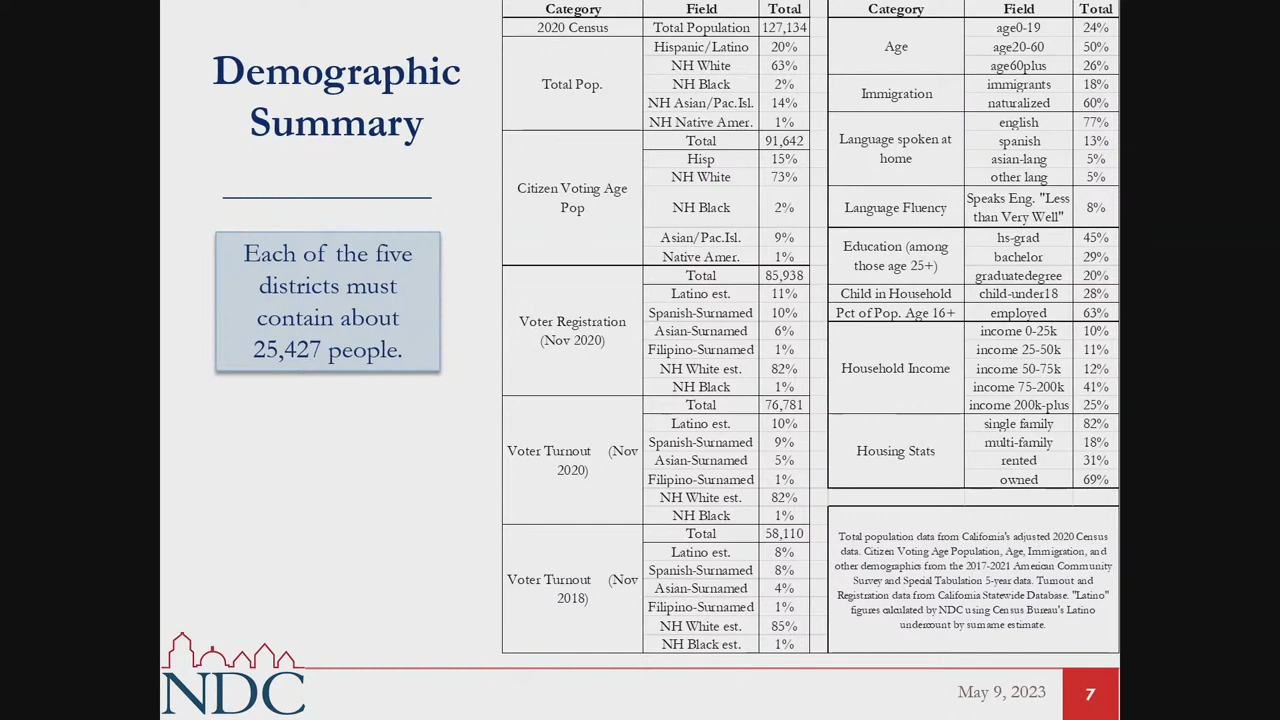 Demographic
Summary
Each of the five
districts must
contain about
25,427 people.
Category Field Total
2020 Census Total Population 127,134
Total Pop. Hispanic/Latino 20%
NH White 63%
NH Black 2%
NH Asian/Pac.Isl. 14%
NH Native Amer. 1%
Citizen Voting Age Pop Total 91,642
Hisp 15%
NH White 73%
NH Black 2%
Asian/Pac.Isl. 9%
Native Amer. 1%
Voter Registration (Nov 2020) Total 85,938
Latino est. 11%
Spanish-Surnamed 10%
Asian-Surnamed 6%
Filipino-Surnamed 1%
NH White est. 82%
NH Black 1%
Voter Turnout (Nov 2020) Total 76,781
Latino est. 10%
Spanish-Surnamed 9%
Asian-Surnamed 5%
Filipino-Surnamed 1%
NH White est. 82%
NH Black 1%
Voter Turnout (Nov 2018) Total 58,110
Latino est. 8%
Spanish-Surnamed 8%
Asian-Surnamed 4%
Filipino-Surnamed 1%
NH White est. 85%
NH Black est. 1%
Category Field Total
Age age0-19 24%
age20-60 50%
age60plus 26%
Immigration immigrants 18%
naturalized 60%
Language spoken at home english 77%
spanish 13%
asian-lang 5%
other lang 5%
Language Fluency Speaks Eng. "Less than Very Well" 8%
Education (among those age 25+) hs-grad 45%
bachelor 29%
graduatedegree 20%
Child in Household child-under18 28%
Pct of Pop. Age 16+ employed 63%
Household Income income 0-25k 10%
income 25-50k 11%
income 50-75k 12%
income 75-200k 41%
income 200k-plus 25%
Housing Stats single family 82%
multi-family 18%
rented 31%
owned 69%
Total population data from California's adjusted 2020 Census
data. Citizen Voting Age Population, Age, Immigration, and
other demographics from the 2017-2021 American Community
Survey and Special Tabulation 5-year data. Turnout and
Registration data from California Statewide Database. "Latino"
figures calculated by NDC using Census Bureau's Latino
undercount by surname estimate.
NDC
May 9, 2023
7